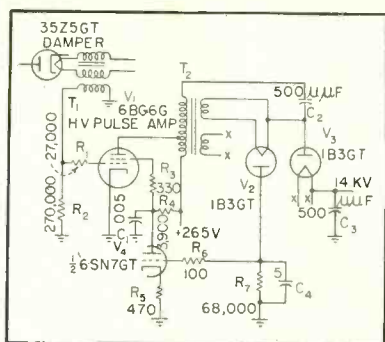 35Z5GT
DAMPER
T₁
V₁
6BG6G
HV PULSE AMP
T₂
500 μμF
C₂
V₃
1B3GT
X
X
V₂
1B3GT
14 KV
X X
500
μμF
C₃
27,000
R₁
270,000
R₂
R₃
330
R₄
3,900
.005
C₁
+265V
V₄
½ 6SN7GT
R₆
100
R₅
470
R₇
68,000
5
C₄